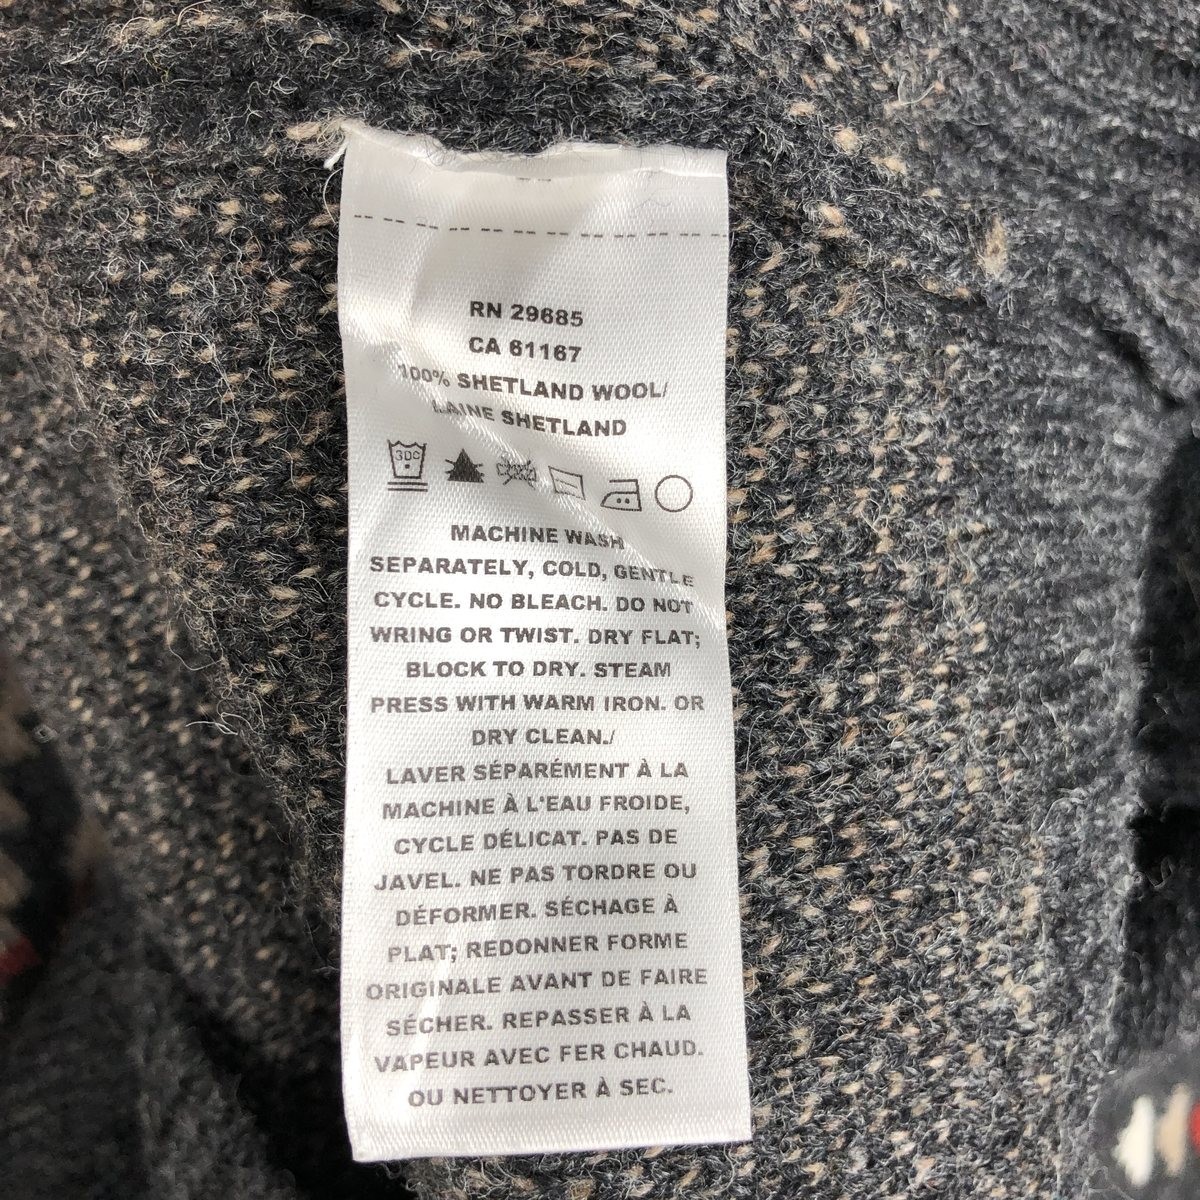 RN 29685
CA 61167
100% SHETLAND WOOL/
LAINE SHETLAND
30c
MACHINE WASH
SEPARATELY, COLD, GENTLE
CYCLE. NO BLEACH. DO NOT
WRING OR TWIST. DRY FLAT;
BLOCK TO DRY. STEAM
PRESS WITH WARM IRON. OR
DRY CLEAN./
LAVER SÉPARÉMENT À LA
MACHINE À L'EAU FROIDE,
CYCLE DÉLICAT. PAS DE
JAVEL. NE PAS TORDRE OU
DÉFORMER. SÉCHAGE À
PLAT; REDONNER FORME
ORIGINALE AVANT DE FAIRE
SÉCHER. REPASSER À LA
VAPEUR AVEC FER CHAUD.
OU NETTOYER À SEC.